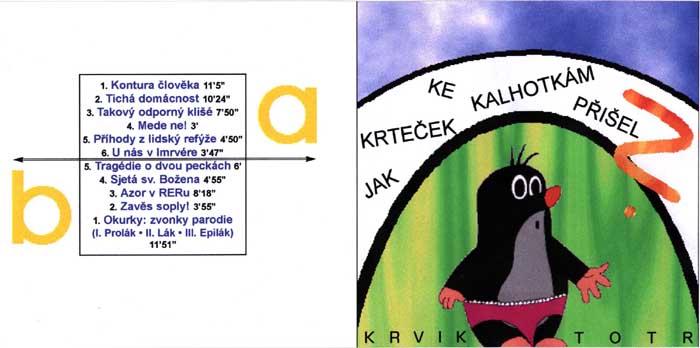 a
1. Kontura člověka 11'5"
2. Tichá domácnost 10'24"
3. Takový odporný klišé 7'50"
4. Mede ne! 3'
5. Příhody z lidský refýže 4'50"
6. U nás v Imrvére 3'47"
5. Tragédie o dvou peckách 6'
4. Sjetá sv. Božena 4'55"
3. Azor v RERu 8'18"
2. Zavěs soply! 3'55"
1. Okurky: zvonky parodie
(I. Prolák • II. Lák • III. Epilák)
11'51"
b
JAK KRTEČEK KE KALHOTKÁM PŘIŠEL
KRVIK TOTR